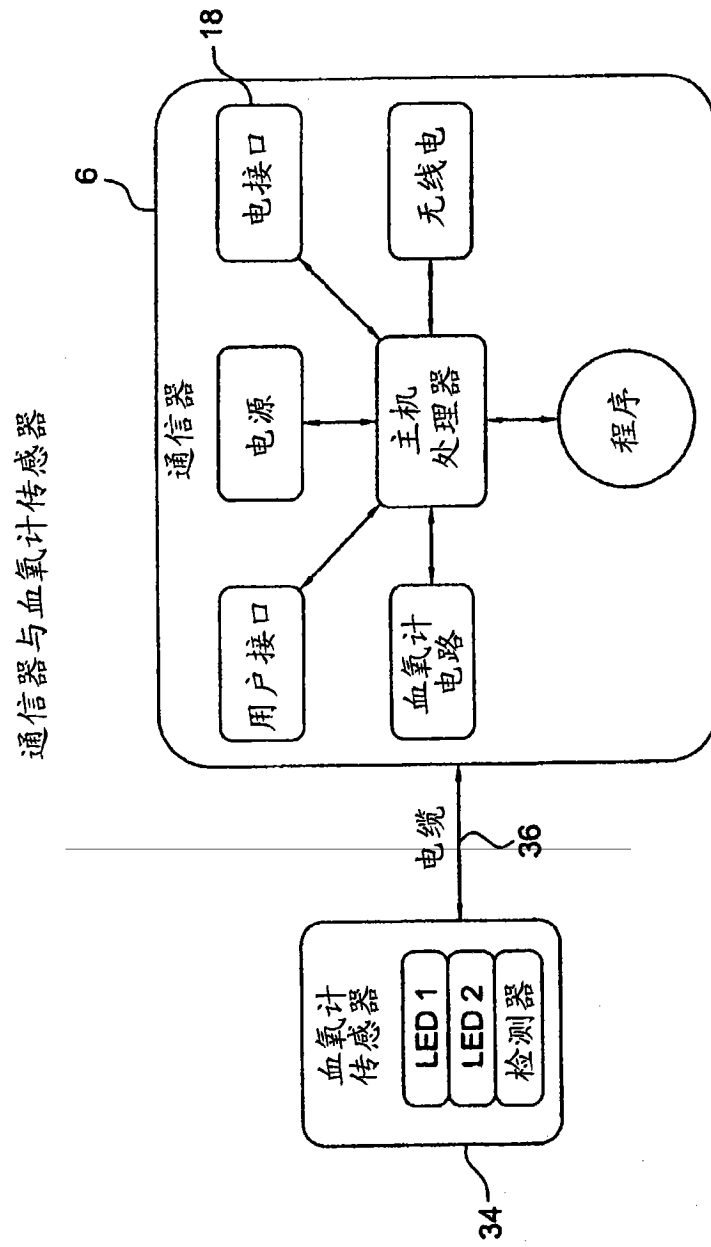 通信器与血氧计传感器
6
18
通信器
用户接口
电源
电接口
血氧计
电路
主机
处理器
无线电
程序
电缆
36
血氧计
传感器
LED 1
LED 2
检测器
34